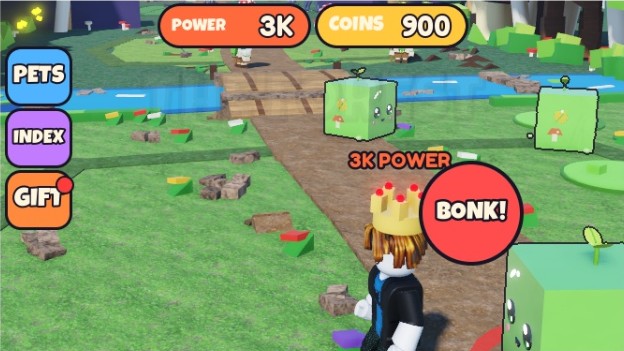 POWER 3K
COINS 900
PETS
INDEX
GIFT
3K POWER
BONK!